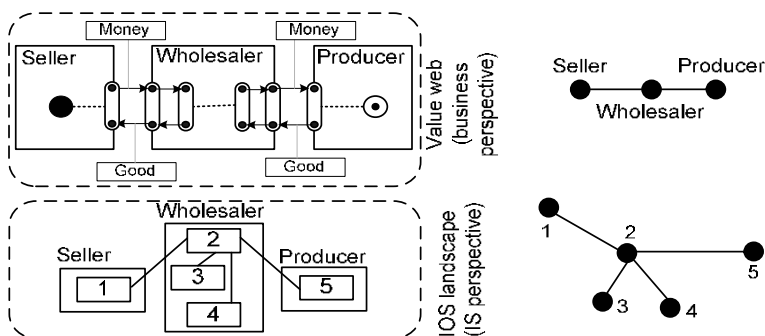 Money
Money
Seller
Wholesaler
Producer
Good
Good
Value web
(business
perspective)
Seller
Producer
Wholesaler
Wholesaler
Seller
Producer
1
2
3
4
5
IOS landscape
(IS perspective)
1
2
3
4
5